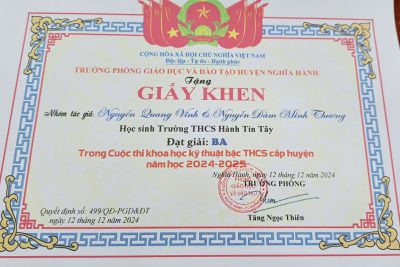 CỘNG HÒA XÃ HỘI CHỦ NGHĨA VIỆT NAM
Độc lập - Tự do - Hạnh phúc
TRƯỞNG PHÒNG GIÁO DỤC VÀ ĐÀO TẠO HUYỆN NGHĨA HÀNH
Tặng
GIẤY KHEN
Nhóm tác giả: Nguyễn Quang Vinh & Nguyễn Đàm Minh Thương
Học sinh Trường THCS Hành Tín Tây
Đạt giải: BA
Trong Cuộc thi khoa học kỹ thuật bậc THCS cấp huyện
năm học 2024-2025
Nghĩa Hành, ngày 12 tháng 12 năm 2024
TRƯỞNG PHÒNG
Tăng Ngọc Thiên
Quyết định số: 499/QĐ-PGD&ĐT
ngày 12 tháng 12 năm 2024